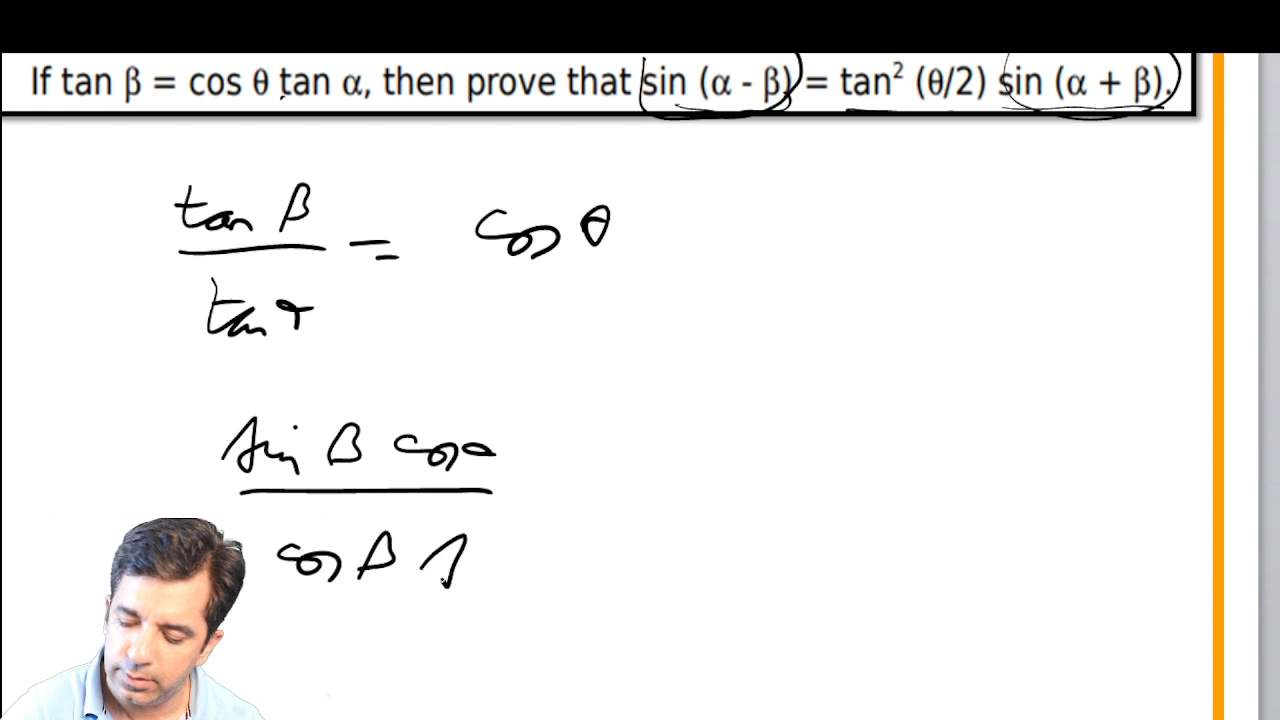 If tan β = cos θ tan α, then prove that sin (α - β) = tan² (θ/2) sin (α + β).
tan β
= cos θ
tan α
sin β cos α
cos β s